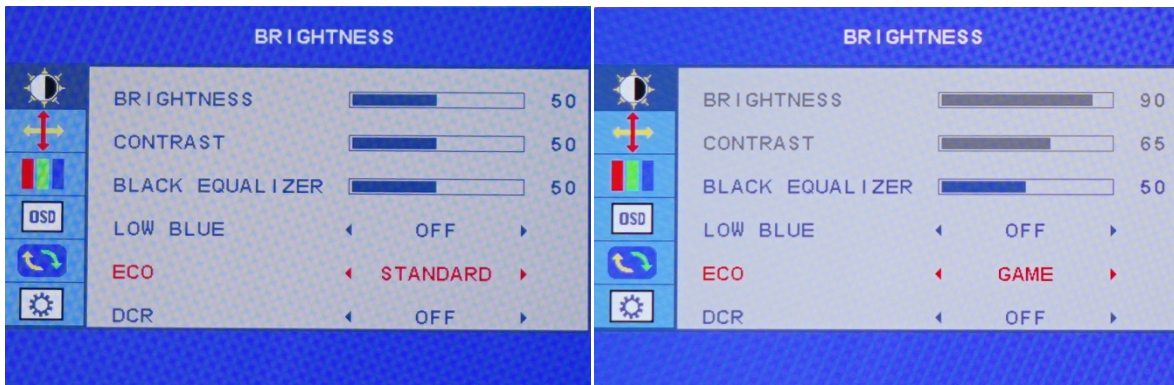 BRIGHTNESS
BRIGHTNESS 50
CONTRAST 50
BLACK EQUALIZER 50
LOW BLUE OFF
OSD
ECO STANDARD
DCR OFF
BRIGHTNESS
BRIGHTNESS 90
CONTRAST 65
BLACK EQUALIZER 50
LOW BLUE OFF
OSD
ECO GAME
DCR OFF